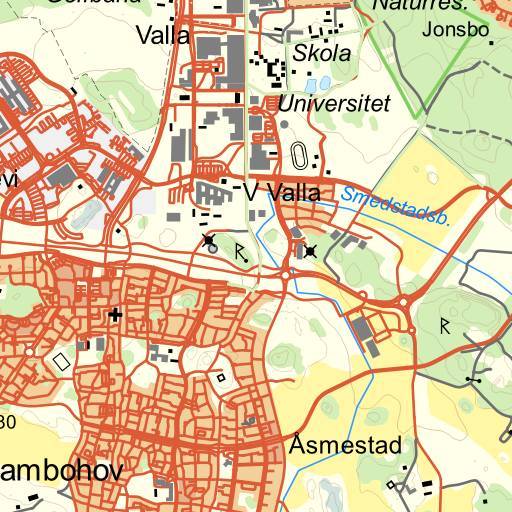 Naturres.
Jonsbo
Valla
Skola
Universitet
V Valla
Smedstadsb.
R
R
Åsmestad
ambohov